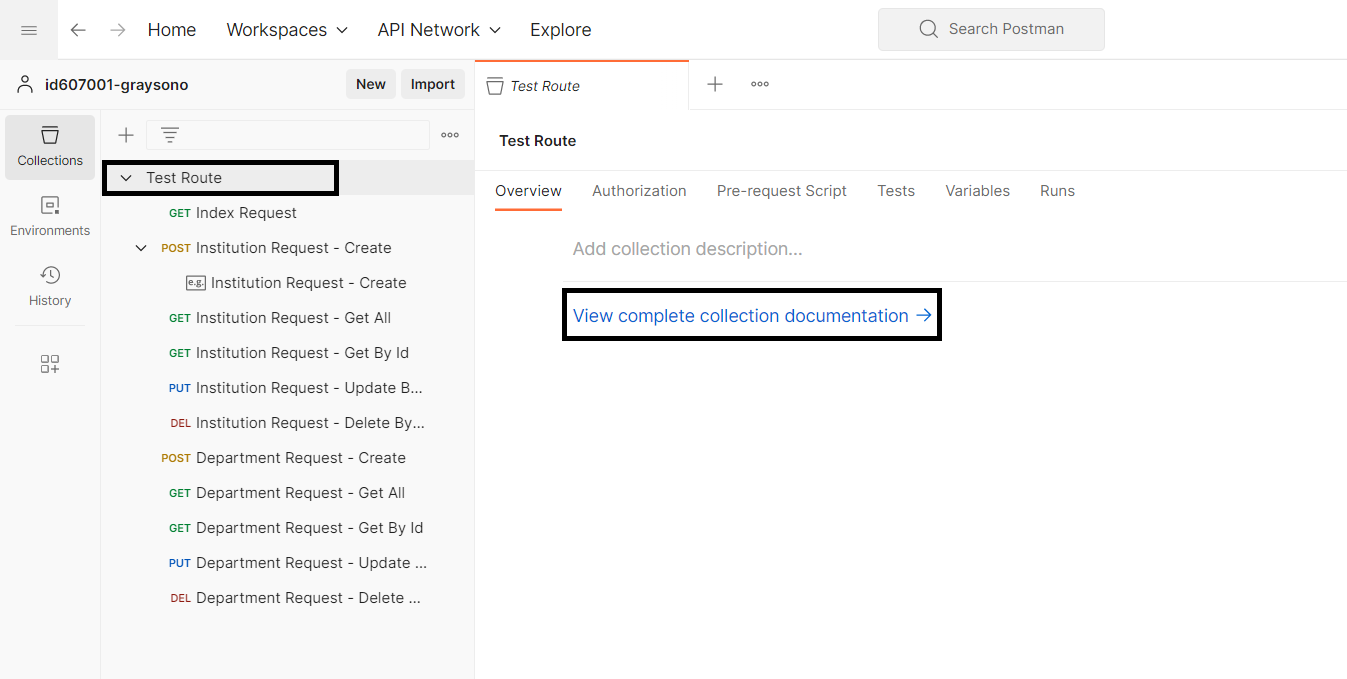 Home Workspaces API Network Explore Search Postman
id607001-graysono New Import
Test Route
Collections
Environments
History
Test Route
GET Index Request
POST Institution Request - Create
e.g. Institution Request - Create
GET Institution Request - Get All
GET Institution Request - Get By Id
PUT Institution Request - Update B...
DEL Institution Request - Delete By...
POST Department Request - Create
GET Department Request - Get All
GET Department Request - Get By Id
PUT Department Request - Update ...
DEL Department Request - Delete ...
Test Route
Overview Authorization Pre-request Script Tests Variables Runs
Add collection description...
View complete collection documentation →